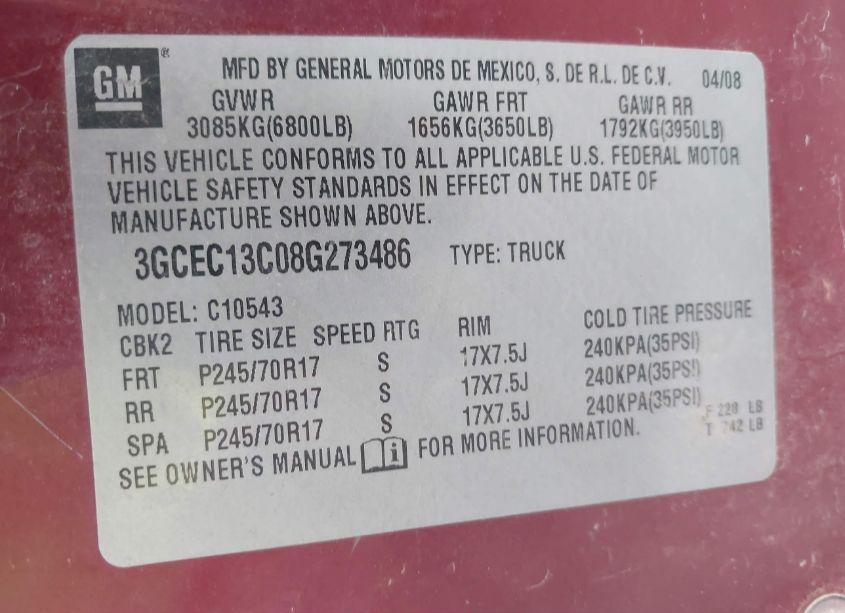 GM ®
MFD BY GENERAL MOTORS DE MEXICO, S. DE R.L. DE C.V. 04/08
GVWR GAWR FRT GAWR RR
3085KG(6800LB) 1656KG(3650LB) 1792KG(3950LB)
THIS VEHICLE CONFORMS TO ALL APPLICABLE U.S. FEDERAL MOTOR
VEHICLE SAFETY STANDARDS IN EFFECT ON THE DATE OF
MANUFACTURE SHOWN ABOVE.
3GCEC13C08G273486 TYPE: TRUCK
MODEL: C10543
CBK2 TIRE SIZE SPEED RTG RIM COLD TIRE PRESSURE
FRT P245/70R17 S 17X7.5J 240KPA(35PSI)
RR P245/70R17 S 17X7.5J 240KPA(35PSI)
SPA P245/70R17 S 17X7.5J 240KPA(35PSI)
SEE OWNER'S MANUAL i FOR MORE INFORMATION.
F 228 LB
T LB